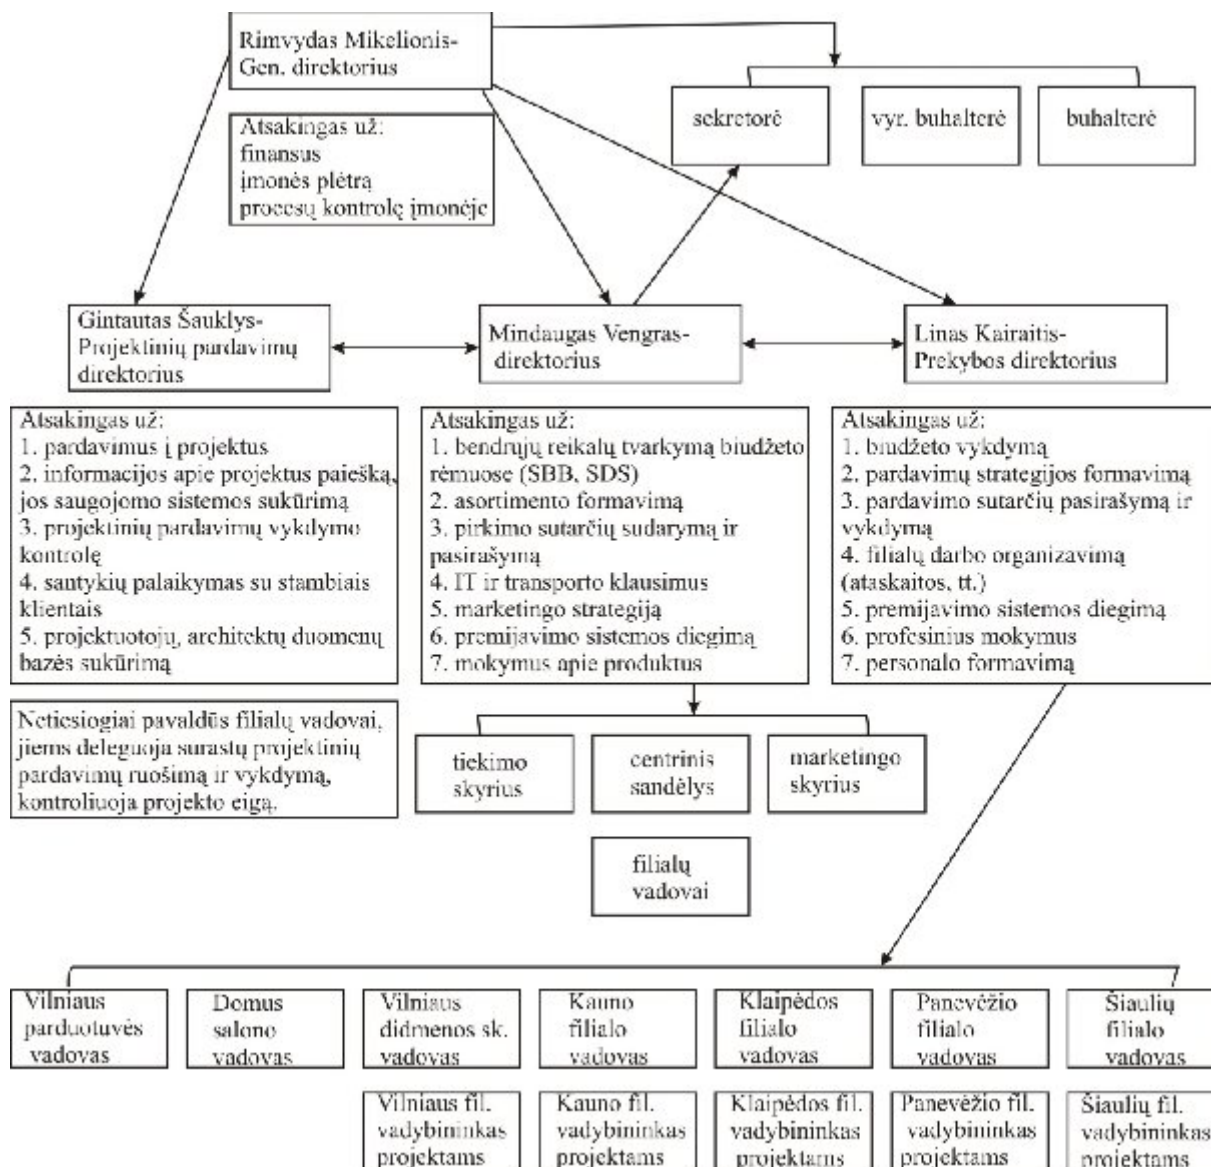 Rimvydas Mikelionis-
Gen. direktorius
Atsakingas už:
finansus
įmonės plėtrą
procesų kontrolę įmonėje
sekretorė
vyr. buhalterė
buhalterė
Gintautas Šauklys-
Projektinių pardavimų
direktorius
Mindaugas Vengras-
direktorius
Linas Kairaitis-
Prekybos direktorius
Atsakingas už:
1. pardavimus į projektus
2. informacijos apie projektus paiešką,
jos saugojomo sistemos sukūrimą
3. projektinių pardavimų vykdymo
kontrolę
4. santykių palaikymas su stambiais
klientais
5. projektuotojų, architektų duomenų
bazės sukūrimą
Atsakingas už:
1. bendrųjų reikalų tvarkymą biudžeto
rėmuose (SBB, SDS)
2. asortimento formavimą
3. pirkimo sutarčių sudarymą ir
pasirašymą
4. IT ir transporto klausimus
5. marketingo strategiją
6. premijavimo sistemos diegimą
7. mokymus apie produktus
Atsakingas už:
1. biudžeto vykdymą
2. pardavimų strategijos formavimą
3. pardavimo sutarčių pasirašymą ir
vykdymą
4. filialų darbo organizavimą
(ataskaitos, tt.)
5. premijavimo sistemos diegimą
6. profesinius mokymus
7. personalo formavimą
Netiesiogiai pavaldūs filialų vadovai,
jiems deleguoja surastų projektinių
pardavimų ruošimą ir vykdymą,
kontroliuoja projekto eigą.
tiekimo
skyrius
centrinis
sandėlys
marketingo
skyrius
filialų
vadovai
Vilniaus
parduotuvės
vadovas
Domus
salono
vadovas
Vilniaus
didmenos sk.
vadovas
Kauno
filialo
vadovas
Klaipėdos
filialo
vadovas
Panevėžio
filialo
vadovas
Šiaulių
filialo
vadovas
Vilniaus fil.
vadybininkas
projektams
Kauno fil.
vadybininkas
projektams
Klaipėdos fil.
vadybininkas
projektams
Panevėžio fil.
vadybininkas
projektams
Šiaulių fil.
vadybininkas
projektams